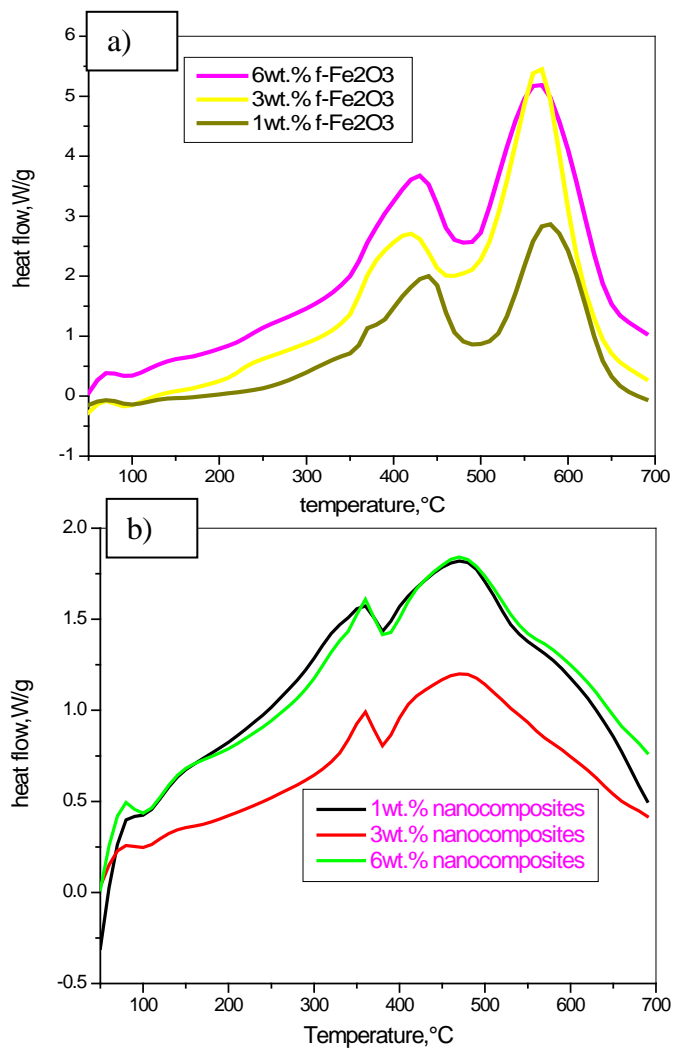 a)
6
5
4
3
2
1
0
-1
heat flow,W/g
6wt.% f-Fe2O3
3wt.% f-Fe2O3
1wt.% f-Fe2O3
100 200 300 400 500 600 700
temperature,°C
b)
2.0
1.5
1.0
0.5
0.0
-0.5
heat flow,W/g
1wt.% nanocomposites
3wt.% nanocomposites
6wt.% nanocomposites
100 200 300 400 500 600 700
Temperature,°C